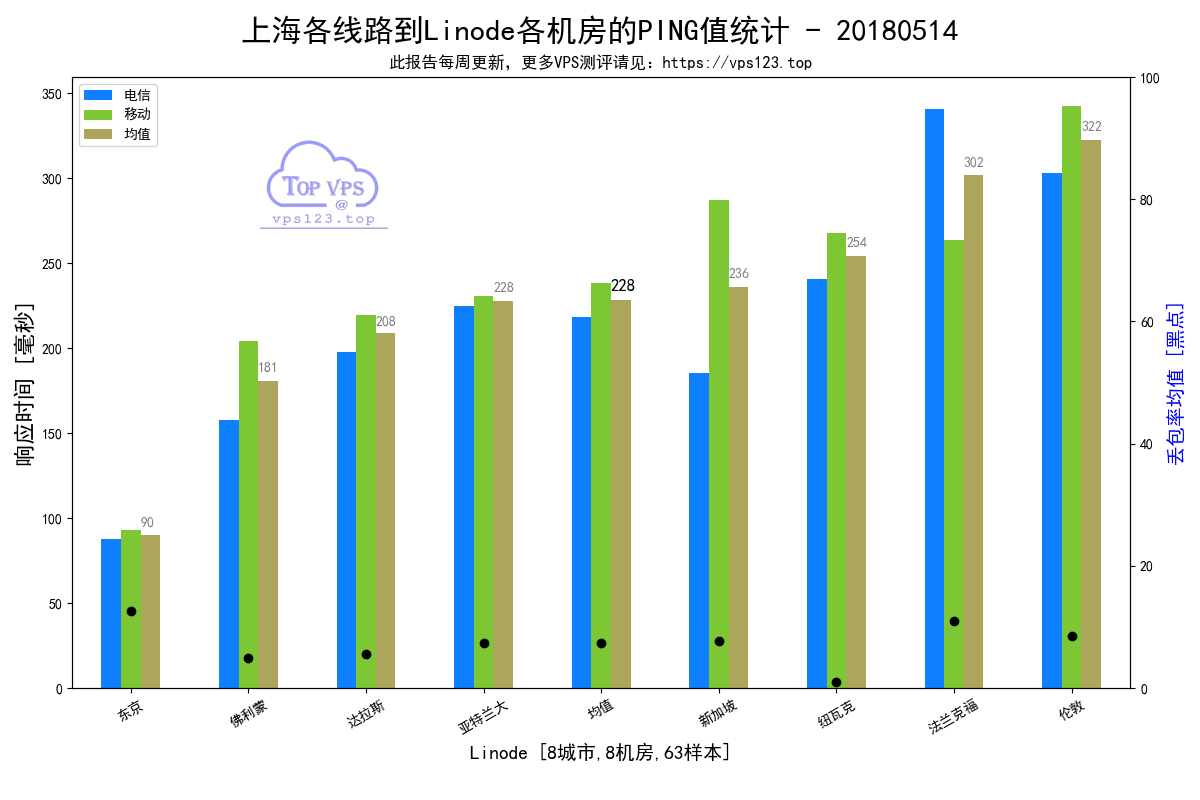 上海各线路到Linode各机房的PING值统计 - 20180514
此报告每周更新，更多VPS测评请见：https://vps123.top
电信
移动
均值
TOP VPS
@
vps123.top
响应时间 [毫秒]
350
300
250
200
150
100
50
0
100
80
60
40
20
0
丢包率均值 [黑点]
90
181
208
228
228
236
254
302
322
东京
佛利蒙
达拉斯
亚特兰大
均值
新加坡
纽瓦克
法兰克福
伦敦
Linode [8城市,8机房,63样本]